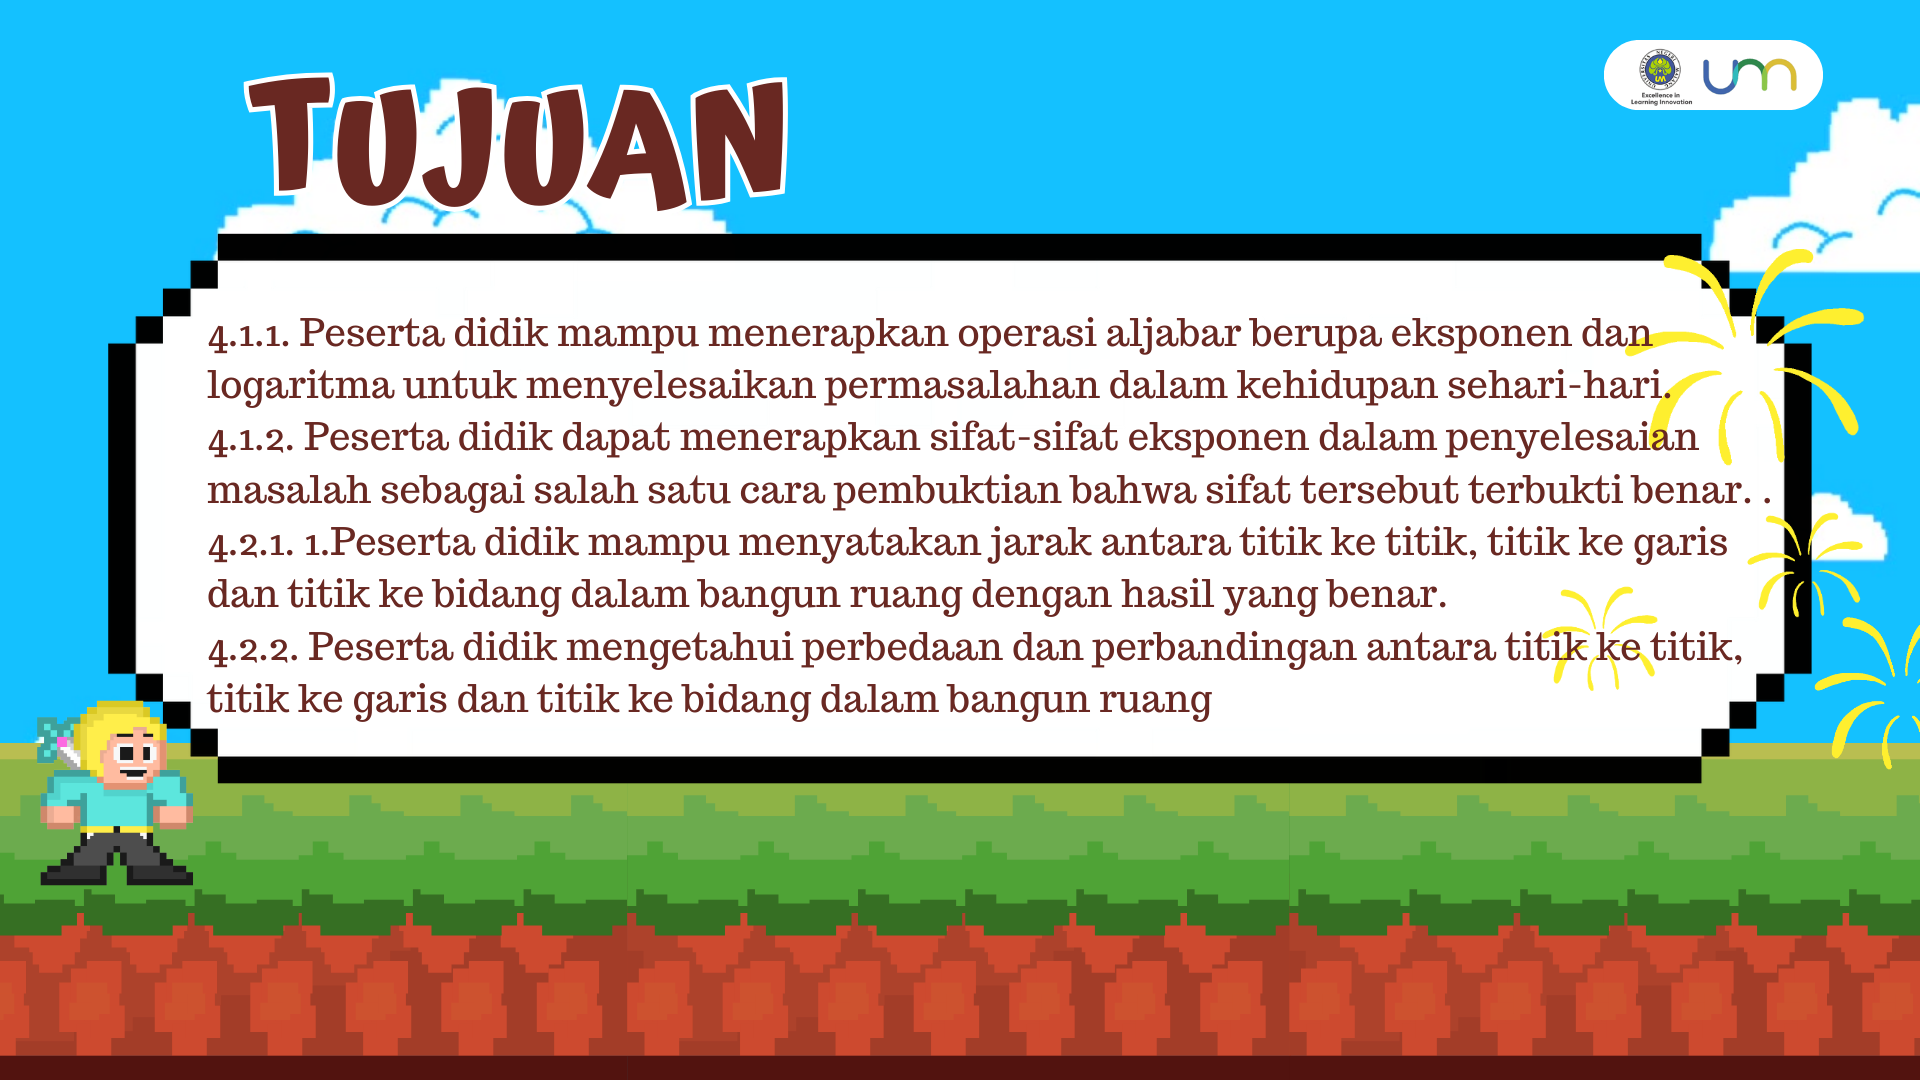 TUJUAN
Excellence in
Learning Innovation
um
4.1.1. Peserta didik mampu menerapkan operasi aljabar berupa eksponen dan
logaritma untuk menyelesaikan permasalahan dalam kehidupan sehari-hari.
4.1.2. Peserta didik dapat menerapkan sifat-sifat eksponen dalam penyelesaian
masalah sebagai salah satu cara pembuktian bahwa sifat tersebut terbukti benar. .
4.2.1. 1.Peserta didik mampu menyatakan jarak antara titik ke titik, titik ke garis
dan titik ke bidang dalam bangun ruang dengan hasil yang benar.
4.2.2. Peserta didik mengetahui perbedaan dan perbandingan antara titik ke titik,
titik ke garis dan titik ke bidang dalam bangun ruang